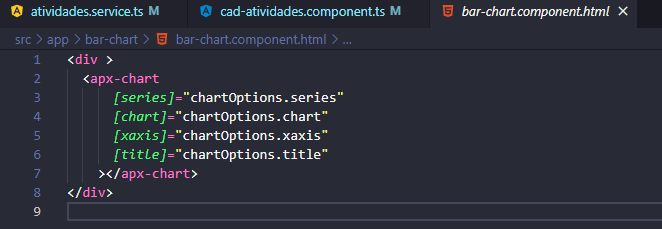 atividades.service.ts M cad-atividades.component.ts M bar-chart.component.html ×
src > app > bar-chart > bar-chart.component.html > ...
1 <div >
2 <apx-chart
3 [series]="chartOptions.series"
4 [chart]="chartOptions.chart"
5 [xaxis]="chartOptions.xaxis"
6 [title]="chartOptions.title"
7 ></apx-chart>
8 </div>
9